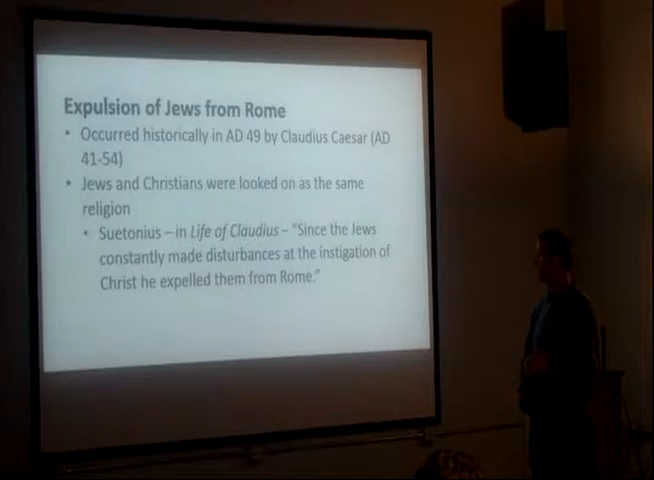 Expulsion of Jews from Rome
• Occurred historically in AD 49 by Claudius Caesar (AD
41-54)
• Jews and Christians were looked on as the same
religion
• Suetonius – in Life of Claudius – "Since the Jews
constantly made disturbances at the instigation of
Christ he expelled them from Rome."